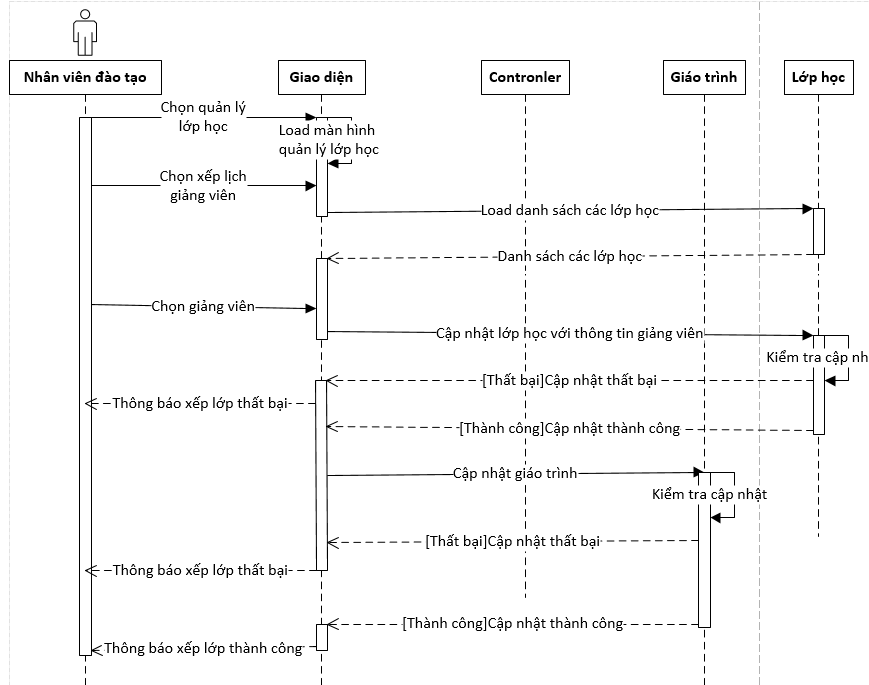 Nhân viên đào tạo
Giao diện
Contronler
Giáo trình
Lớp học
Chọn quản lý
lớp học
Load màn hình
quản lý lớp học
Chọn xếp lịch
giảng viên
Load danh sách các lớp học
Danh sách các lớp học
Chọn giảng viên
Cập nhật lớp học với thông tin giảng viên
Kiểm tra cập nh
[Thất bại]Cập nhật thất bại
Thông báo xếp lớp thất bại
[Thành công]Cập nhật thành công
Cập nhật giáo trình
Kiểm tra cập nhật
[Thất bại]Cập nhật thất bại
Thông báo xếp lớp thất bại
[Thành công]Cập nhật thành công
Thông báo xếp lớp thành công